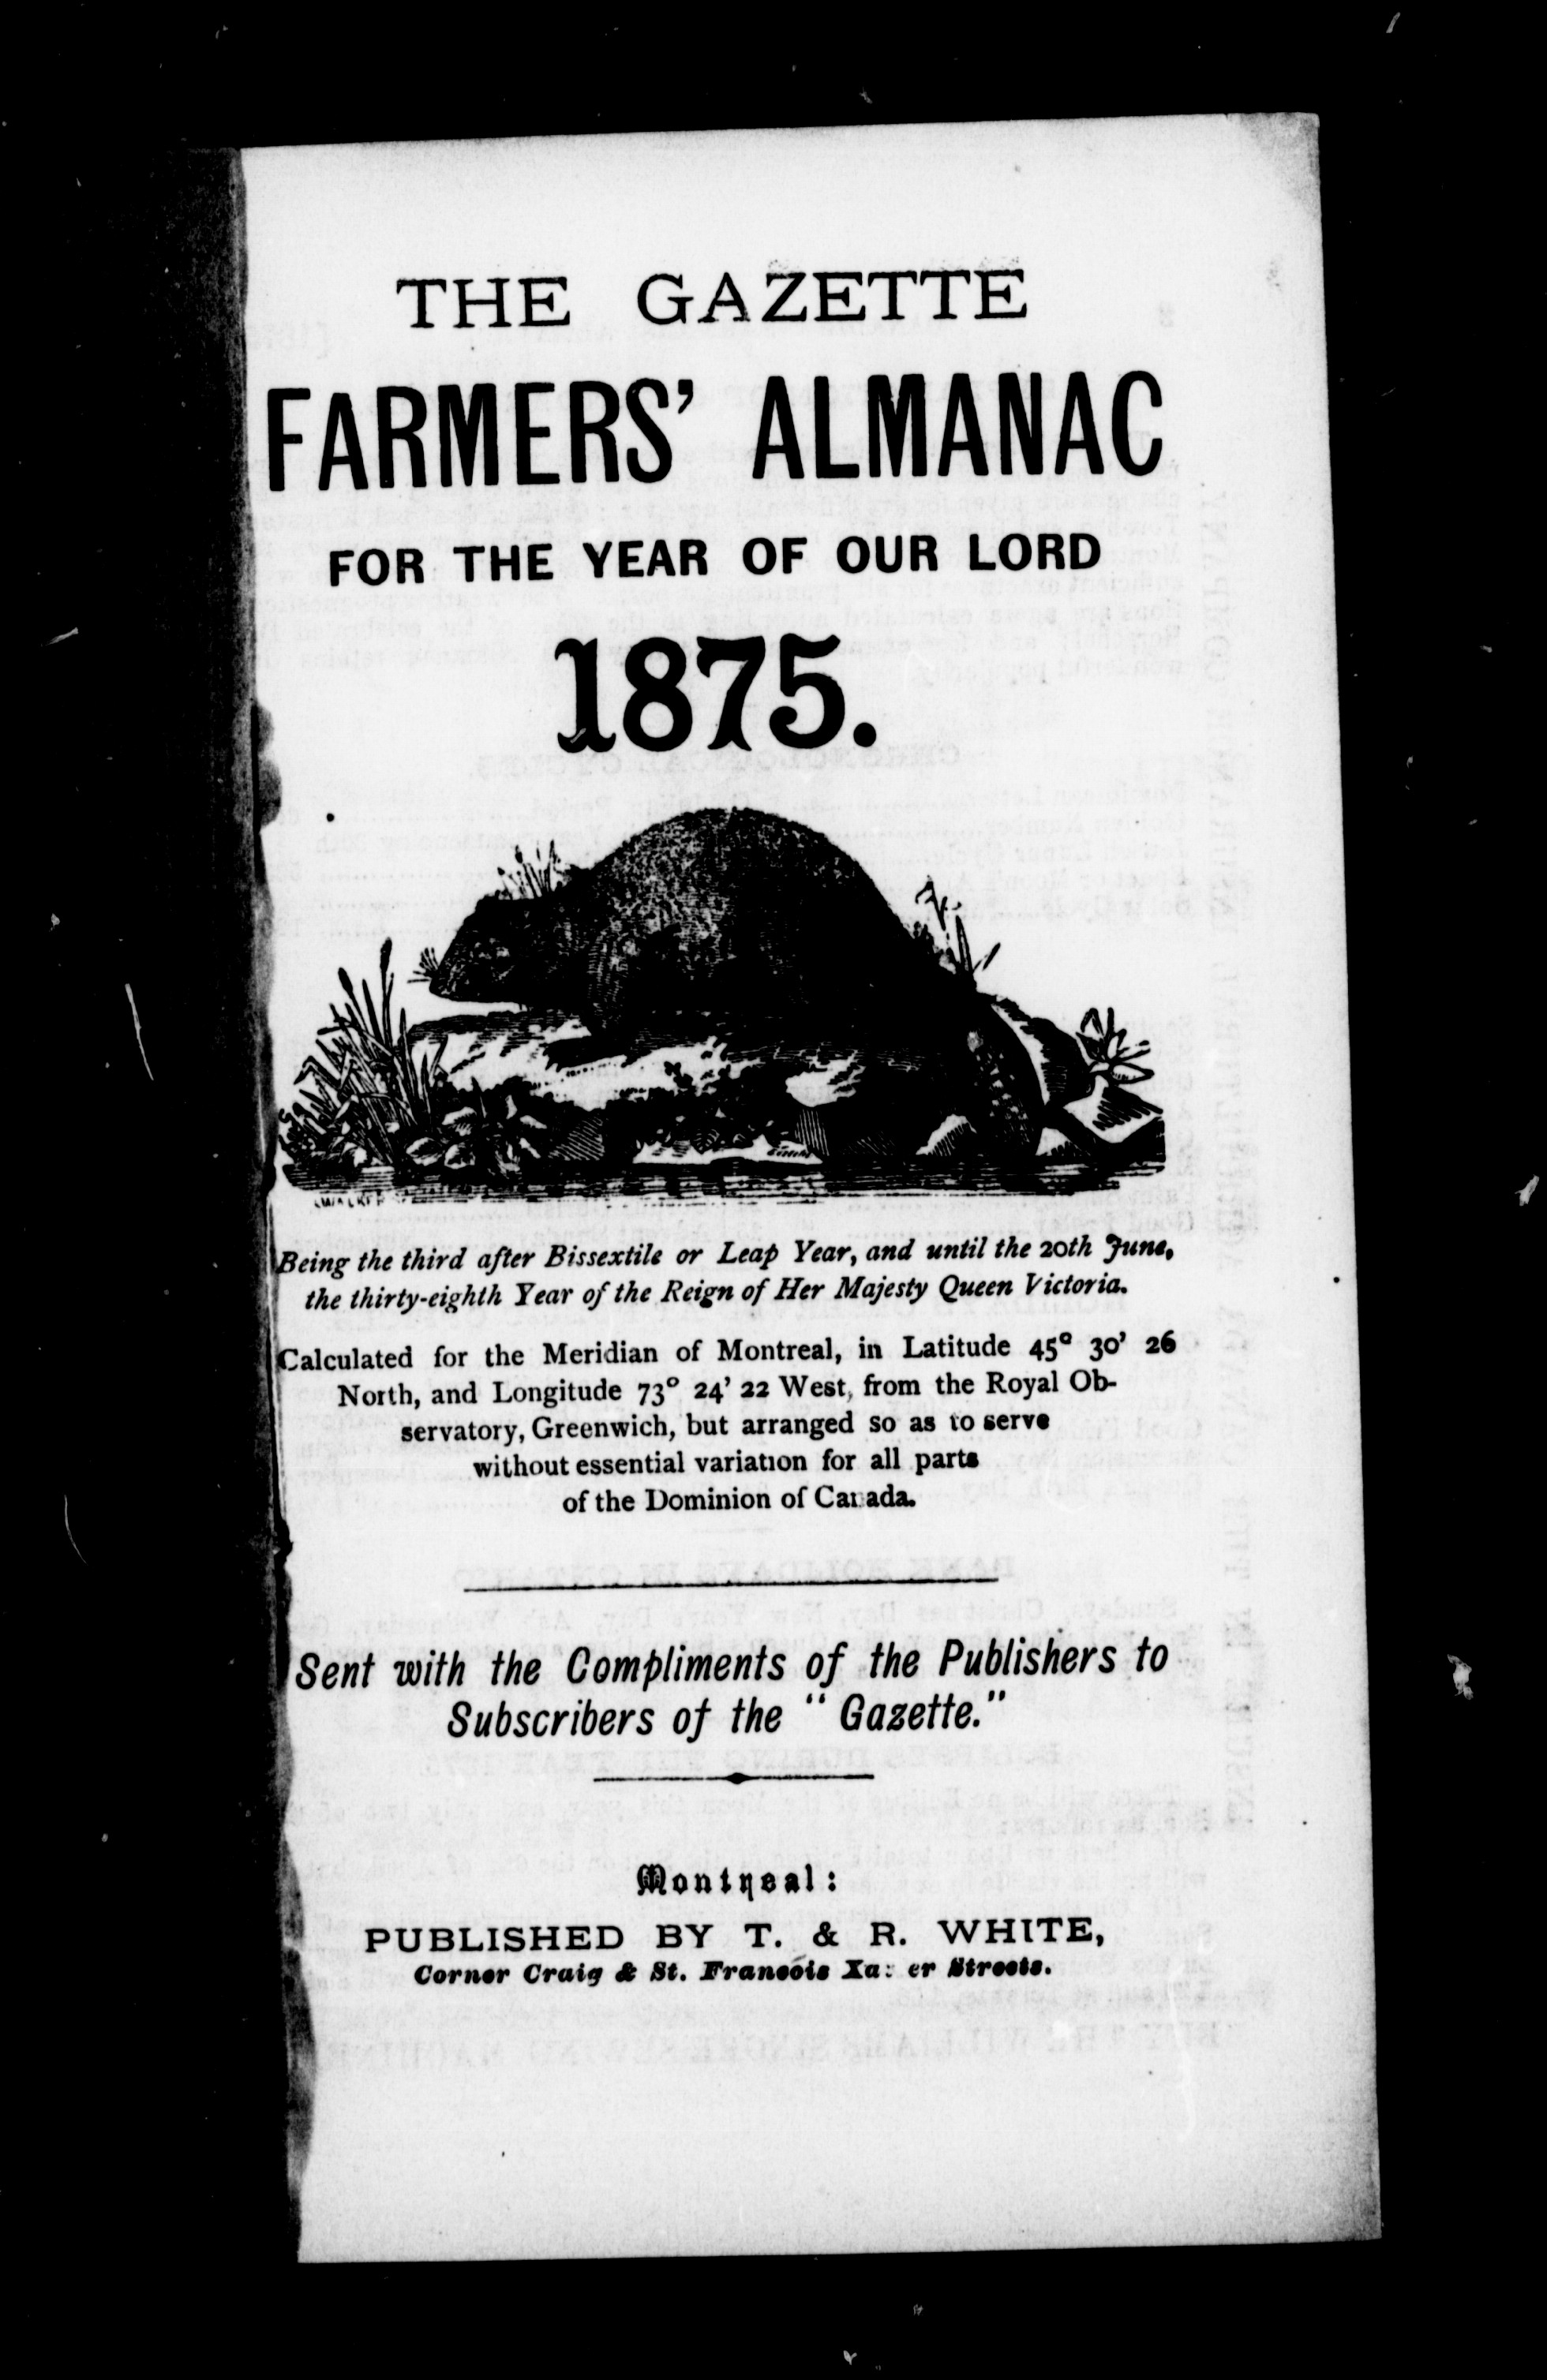 THE GAZETTE
FARMERS' ALMANAC
FOR THE YEAR OF OUR LORD
1875.
WALKER
Being the third after Bissextile or Leap Year, and until the 20th June,
the thirty-eighth Year of the Reign of Her Majesty Queen Victoria.
Calculated for the Meridian of Montreal, in Latitude 45° 30' 26
North, and Longitude 73° 24' 22 West, from the Royal Ob-
servatory, Greenwich, but arranged so as to serve
without essential variation for all parts
of the Dominion of Canada.
Sent with the Compliments of the Publishers to
Subscribers of the "Gazette."
Montreal:
PUBLISHED BY T. & R. WHITE,
Corner Craig & St. Francois Xavier Streets.